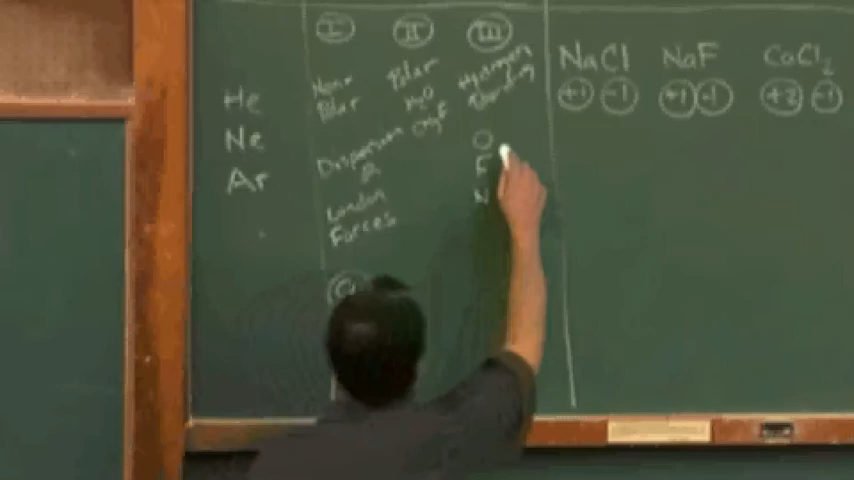 He
Ne
Ar
I
Non-
Polar
Dispersion
or
London
Forces
II
Polar
H2O
III
Hydrogen
Bonding
O
F
N
NaCl
+1 -1
NaF
+1 -1
CaCl2
+2 -1